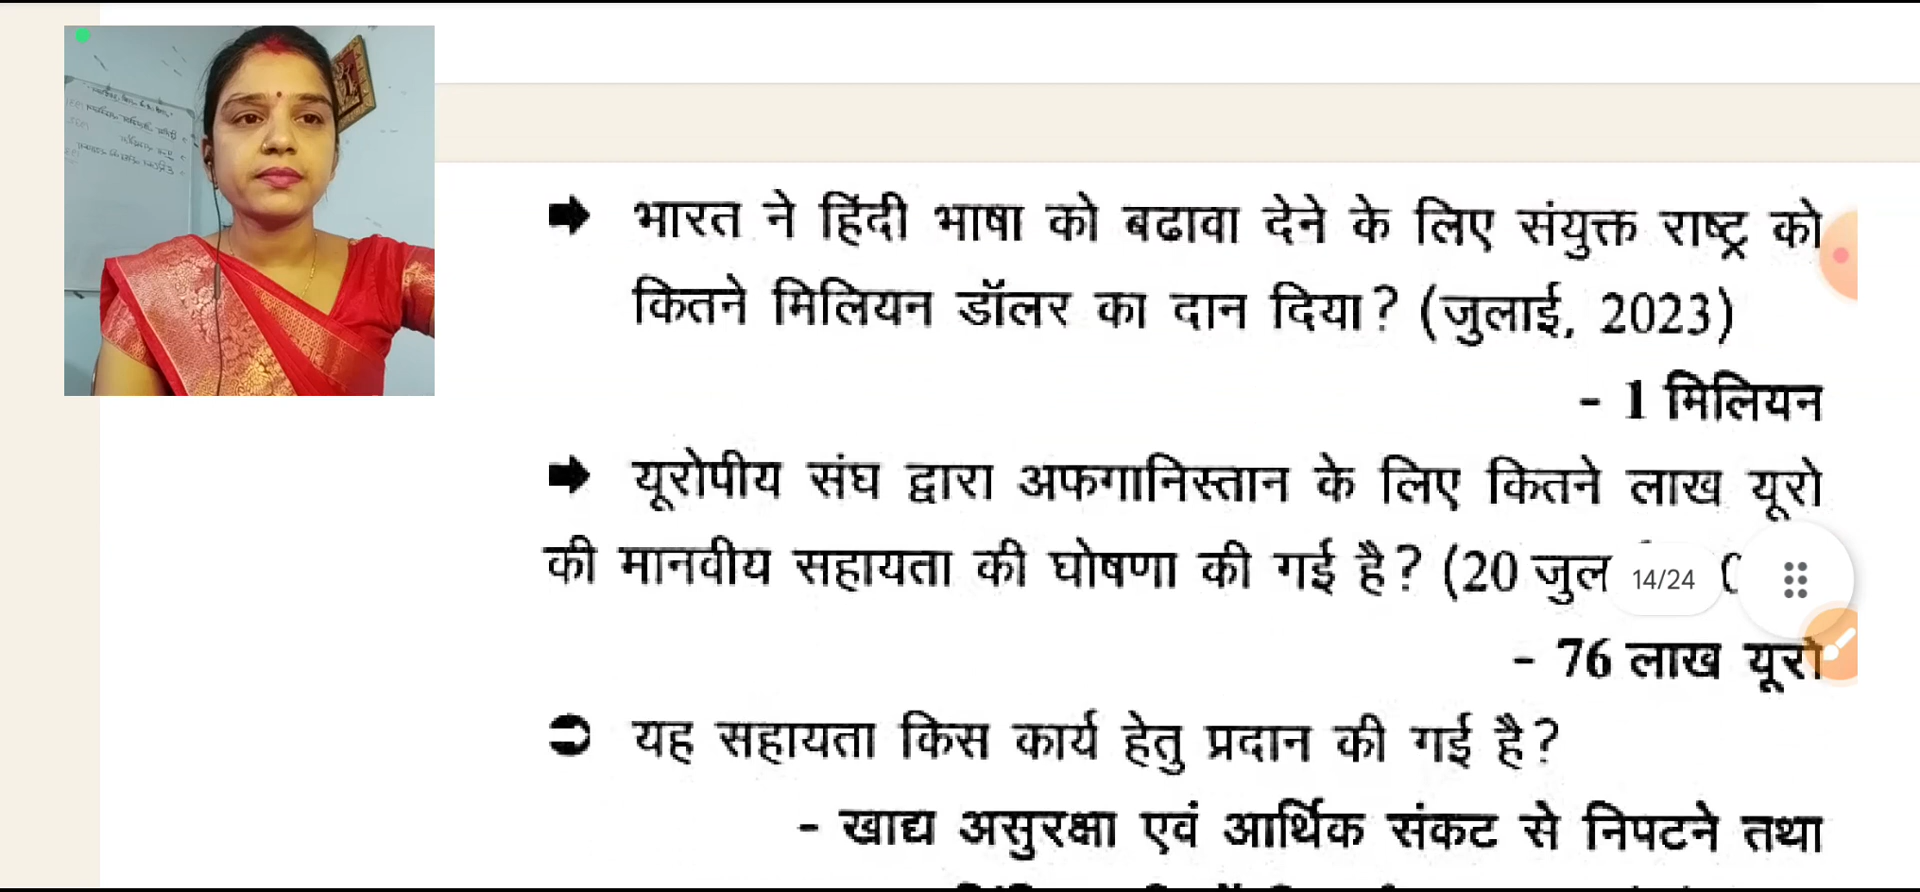 ➡ भारत ने हिंदी भाषा को बढावा देने के लिए संयुक्त राष्ट्र को
कितने मिलियन डॉलर का दान दिया? (जुलाई, 2023)
- 1 मिलियन
➡ यूरोपीय संघ द्वारा अफगानिस्तान के लिए कितने लाख यूरो
की मानवीय सहायता की घोषणा की गई है? (20 जुल
14/24
- 76 लाख यूरो
➲ यह सहायता किस कार्य हेतु प्रदान की गई है?
- खाद्य असुरक्षा एवं आर्थिक संकट से निपटने तथा